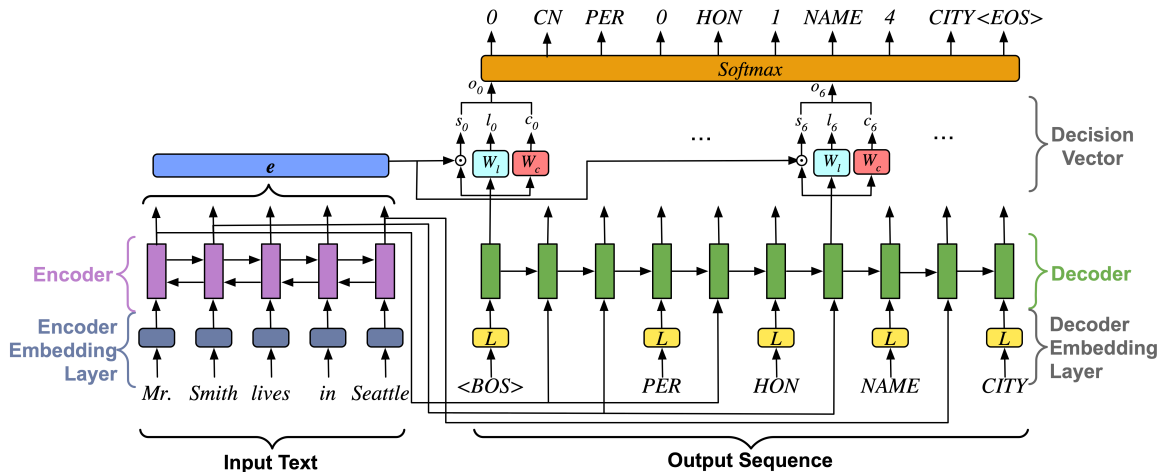 0 CN PER 0 HON 1 NAME 4 CITY <EOS>
Softmax
o0 o6
s0 l0 c0 ... s6 l6 c6 ...
Decision Vector
e
⊙ Wl Wc ⊙ Wl Wc
Encoder
Decoder
Encoder Embedding Layer
L L L L L
Decoder Embedding Layer
Mr. Smith lives in Seattle <BOS> PER HON NAME CITY
Input Text Output Sequence